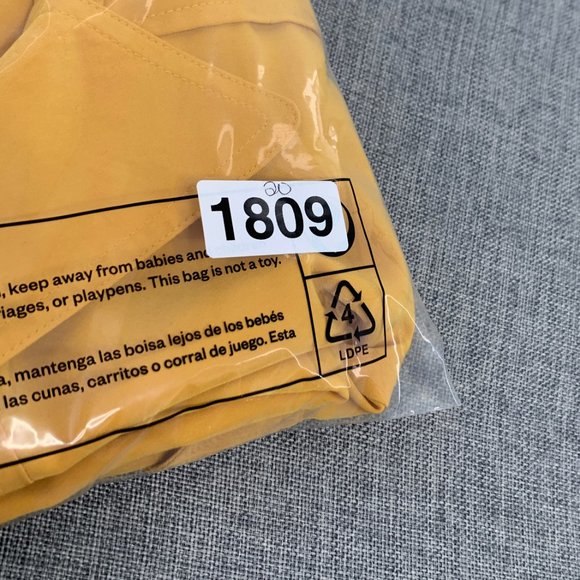 20
1809
, keep away from babies and
riages, or playpens. This bag is not a toy.
a, mantenga las boisa lejos de los bebés
las cunas, carritos o corral de juego. Esta
4
LDPE